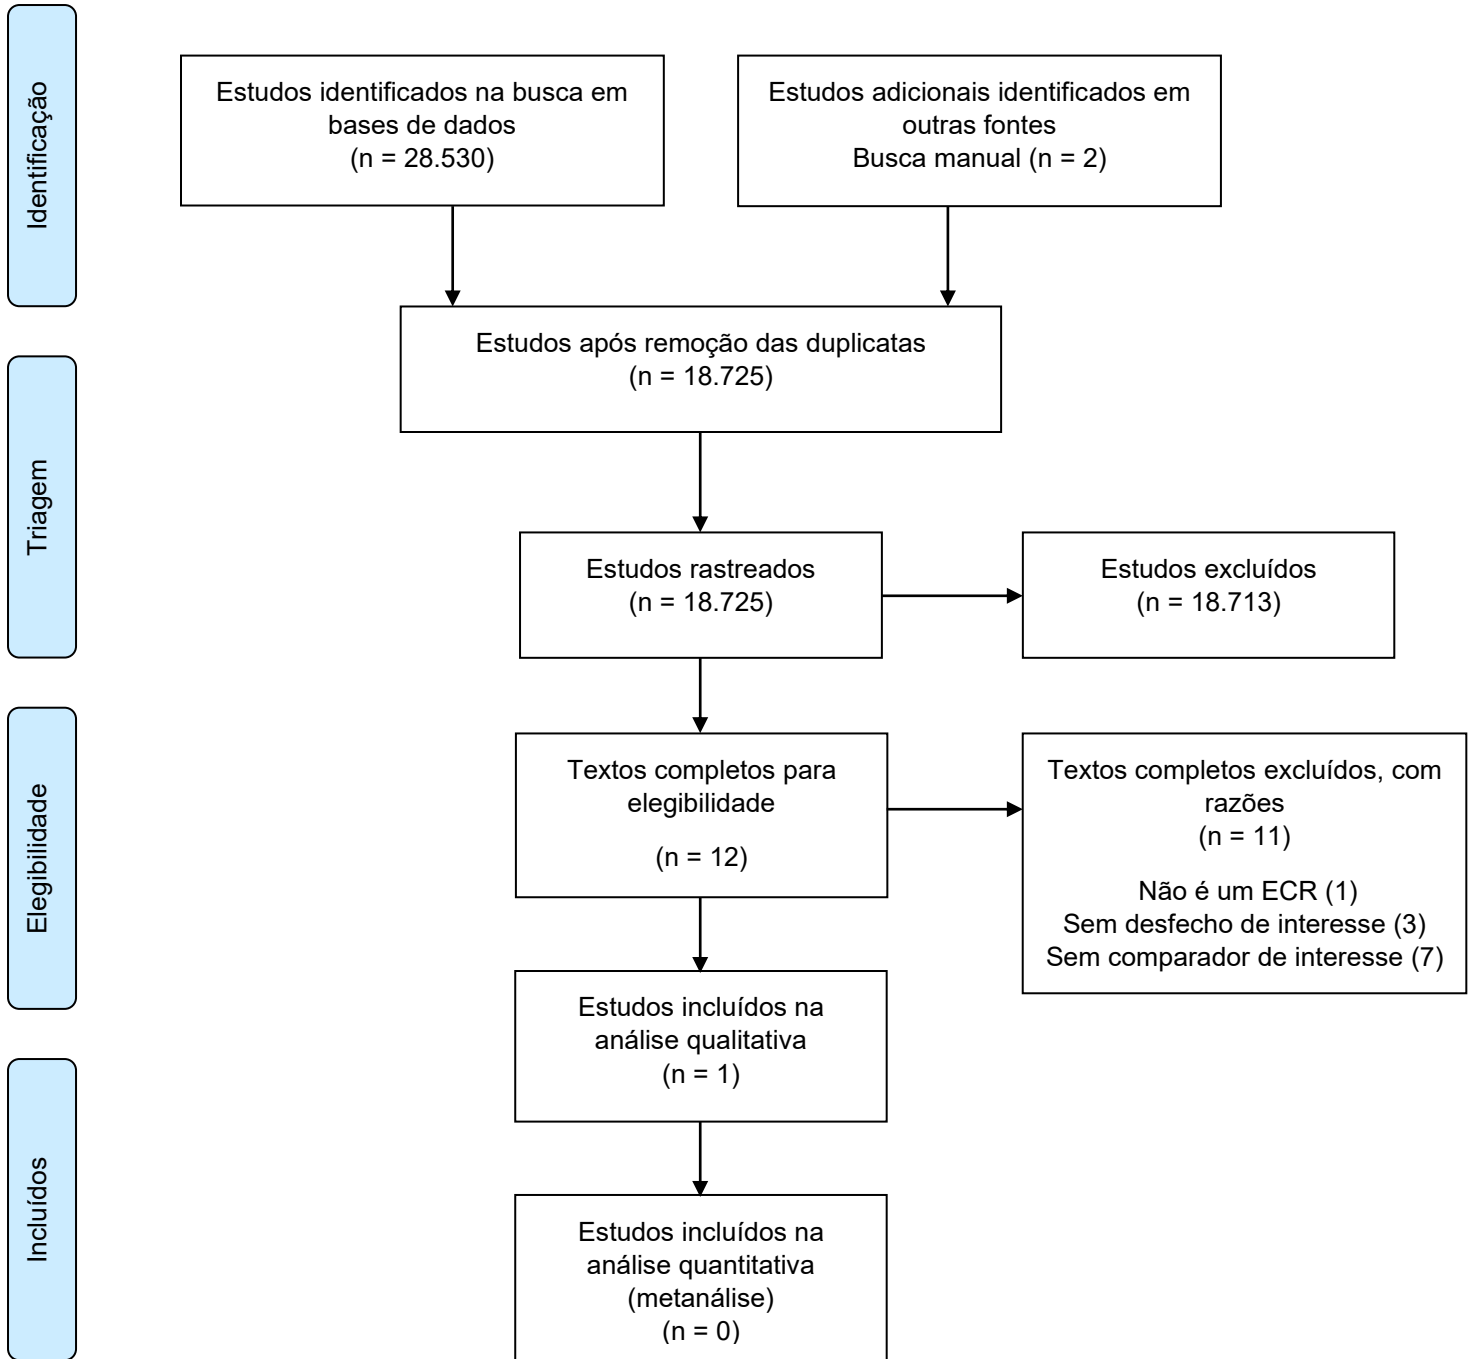 Identificação
Estudos identificados na busca em
bases de dados
(n = 28.530)
Estudos adicionais identificados em
outras fontes
Busca manual (n = 2)
Estudos após remoção das duplicatas
(n = 18.725)
Triagem
Estudos rastreados
(n = 18.725)
Estudos excluídos
(n = 18.713)
Elegibilidade
Textos completos para
elegibilidade
(n = 12)
Textos completos excluídos, com
razões
(n = 11)
Não é um ECR (1)
Sem desfecho de interesse (3)
Sem comparador de interesse (7)
Estudos incluídos na
análise qualitativa
(n = 1)
Incluídos
Estudos incluídos na
análise quantitativa
(metanálise)
(n = 0)